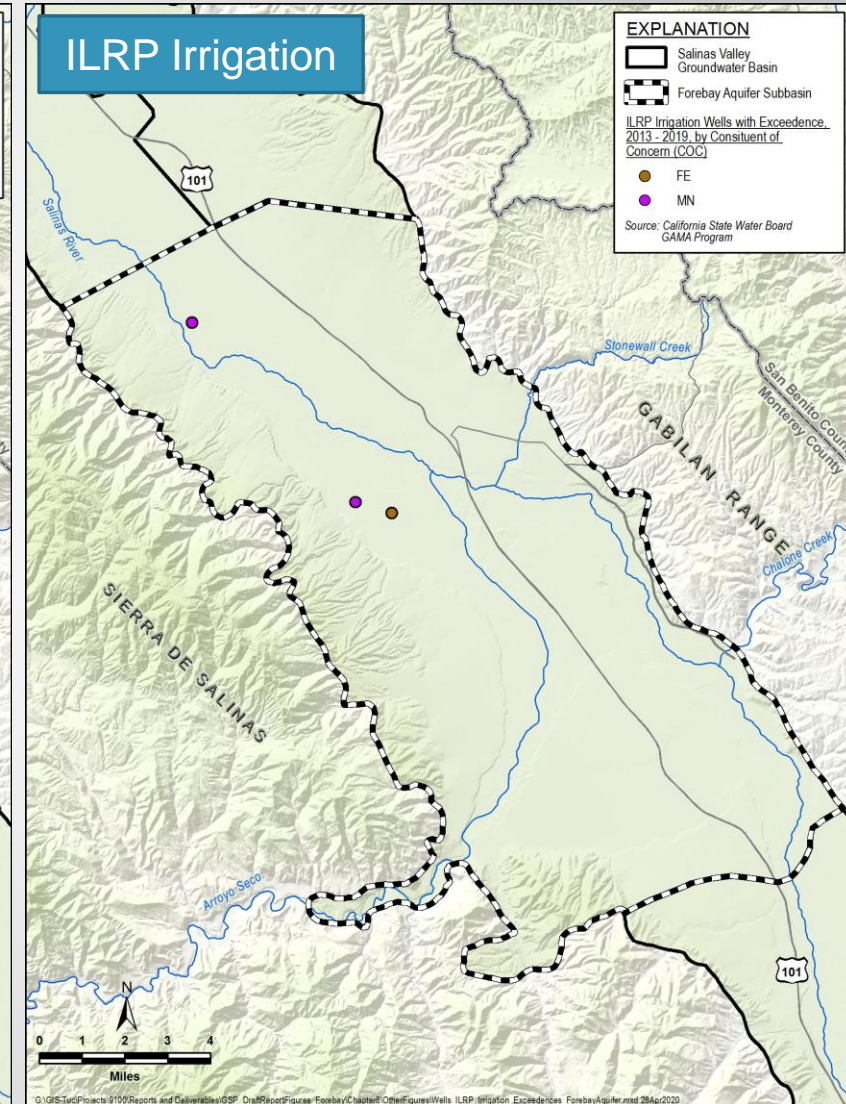 ILRP Irrigation
EXPLANATION
Salinas Valley
Groundwater Basin
Forebay Aquifer Subbasin
ILRP Irrigation Wells with Exceedence,
2013 - 2019, by Consituent of
Concern (COC)
FE
MN
Source: California State Water Board
GAMA Program
101
Salinas River
Stonewall Creek
San Benito County
Monterey County
GABILAN RANGE
Chalone Creek
SIERRA DE SALINAS
Arroyo Seco
101
N
0 1 2 3 4
Miles